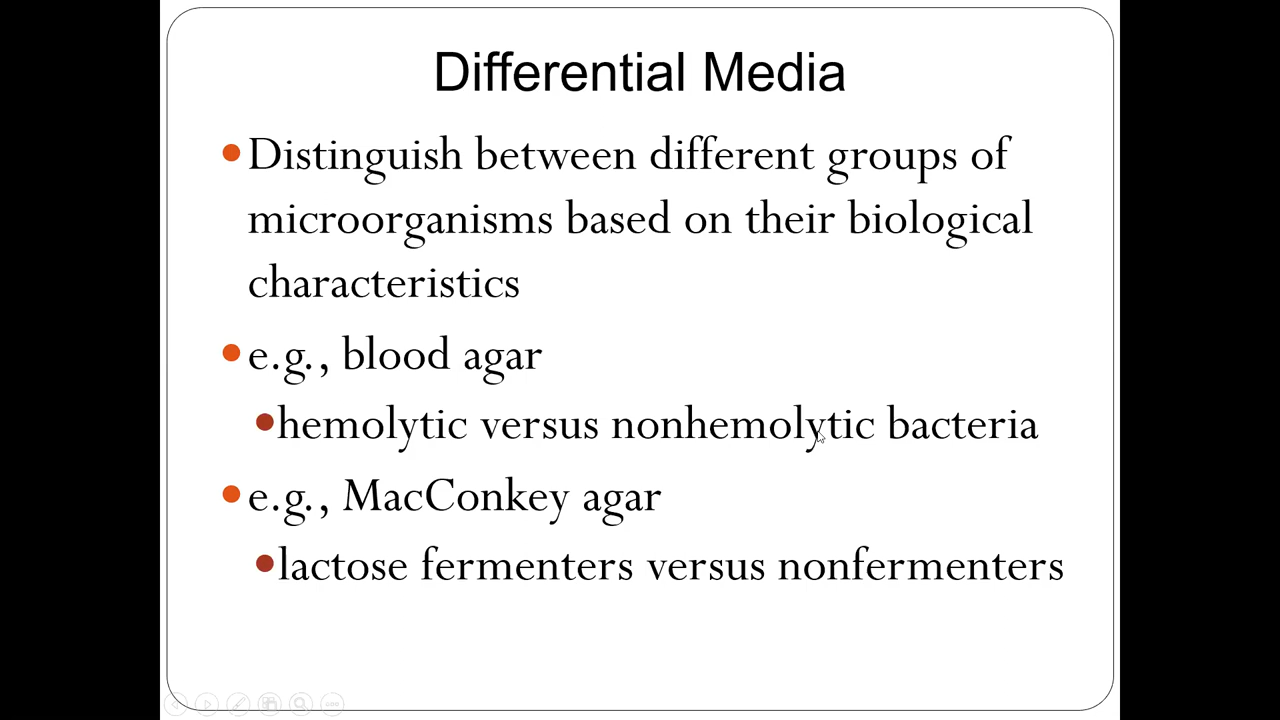 Differential Media
•Distinguish between different groups of
microorganisms based on their biological
characteristics
•e.g., blood agar
•hemolytic versus nonhemolytic bacteria
•e.g., MacConkey agar
•lactose fermenters versus nonfermenters